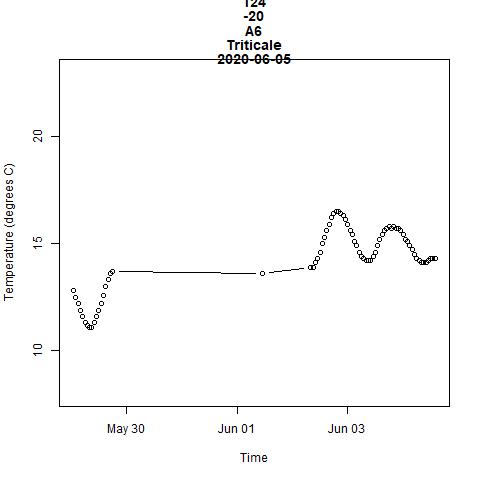 T24
-20
A6
Triticale
2020-06-05
Temperature (degrees C)
20
15
10
May 30
Jun 01
Jun 03
Time